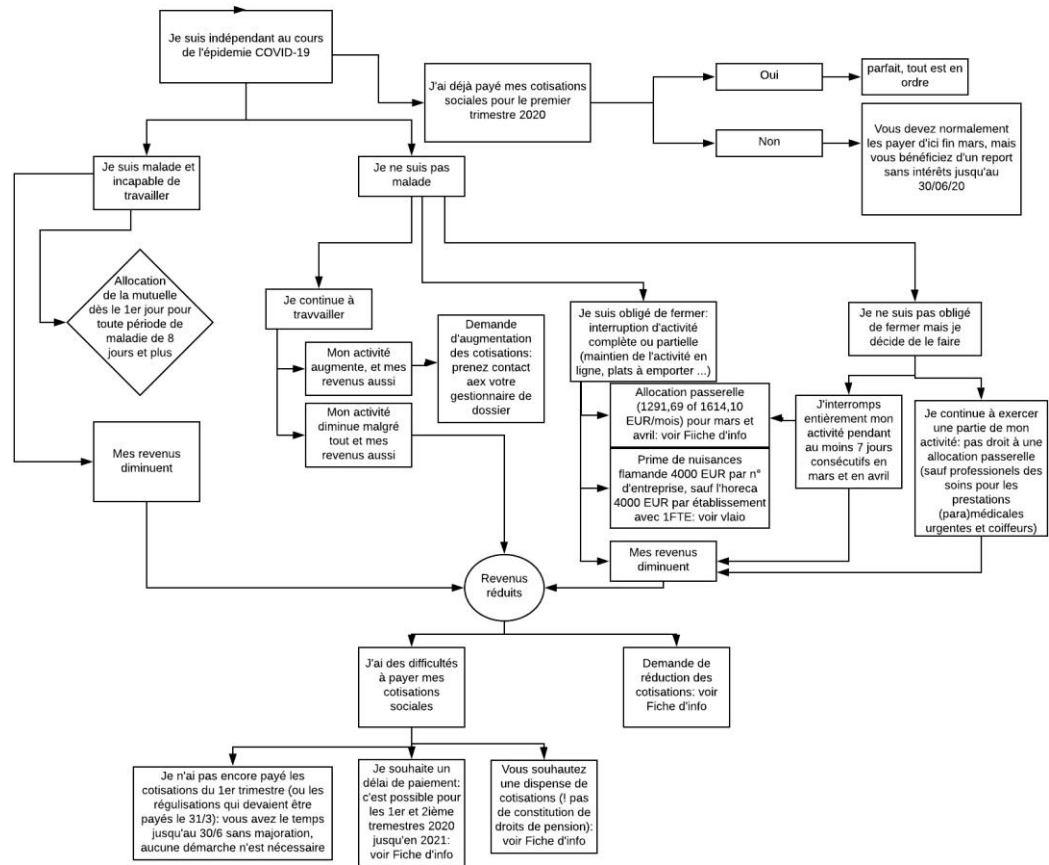 Je suis indépendant au cours
de l'épidemie COVID-19
J'ai déjà payé mes cotisations
sociales pour le premier
trimestre 2020
Oui
parfait, tout est en
ordre
Non
Vous devez normalement
les payer d'ici fin mars, mais
vous bénéficiez d'un report
sans intérêts jusqu'au
30/06/20
Je suis malade et
incapable de
travailler
Je ne suis pas
malade
Allocation
de la mutuelle
dès le 1er jour pour
toute période de
maladie de 8
jours et plus
Je continue à
travvailler
Mon activité
augmente, et mes
revenus aussi
Demande
d'augmentation
des cotisations:
prenez contact
aex votre
gestionnaire de
dossier
Mon activité
diminue malgré
tout et mes
revenus aussi
Je suis obligé de fermer:
interruption d'activité
complète ou partielle
(maintien de l'activité en
ligne, plats à emporter ...)
Allocation passerelle
(1291,69 of 1614,10
EUR/mois) pour mars et
avril: voir Fiiche d'info
Prime de nuisances
flamande 4000 EUR par n°
d'entreprise, sauf l'horeca
4000 EUR par établissement
avec 1FTE: voir vlaio
Je ne suis pas obligé
de fermer mais je
décide de le faire
J'interromps
entièrement mon
activité pendant
au moins 7 jours
consécutifs en
mars et en avril
Je continue à exercer
une partie de mon
activité: pas droit à une
allocation passerelle
(sauf professionels des
soins pour les
prestations
(para)médicales
urgentes et coiffeurs)
Mes revenus
diminuent
Mes revenus
diminuent
Revenus
réduits
J'ai des difficultés
à payer mes
cotisations
sociales
Demande de
réduction des
cotisations: voir
Fiche d'info
Je n'ai pas encore payé les
cotisations du 1er trimestre (ou les
régulisations qui devaient être
payés le 31/3): vous avez le temps
jusqu'au 30/6 sans majoration,
aucune démarche n'est nécessaire
Je souhaite un
délai de paiement:
c'est possible pour
les 1er et 2ième
tremestres 2020
jusqu'en 2021:
voir Fiche d'info
Vous souhautez
une dispense de
cotisations (! pas
de constitution de
droits de pension):
voir Fiche d'info